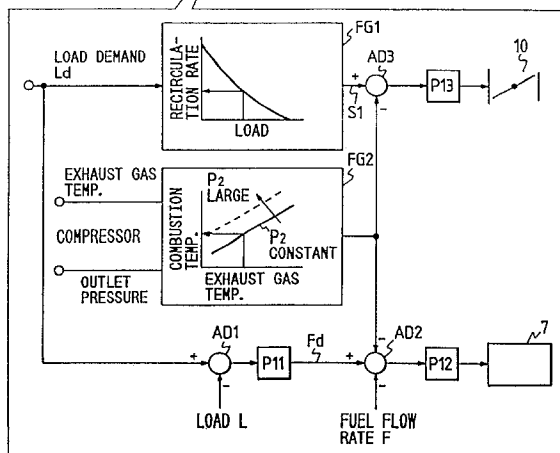 FG1
LOAD DEMAND
Ld
RECIRCULA-
TION RATE
LOAD
+
S1
AD3
-
P13
10
EXHAUST GAS
TEMP.
COMPRESSOR
OUTLET
PRESSURE
FG2
COMBUSTION
TEMP.
P2
LARGE
P2
CONSTANT
EXHAUST GAS
TEMP.
AD1
+
-
P11
Fd
+
-
-
AD2
P12
7
LOAD L
FUEL FLOW
RATE F